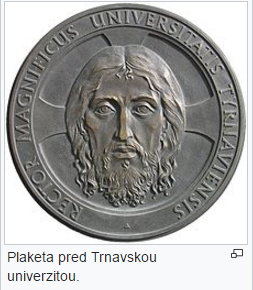 RECTOR MAGNIFICUS UNIVERSITATIS TYRNAVIENSIS
Plaketa pred Trnavskou
univerzitou.